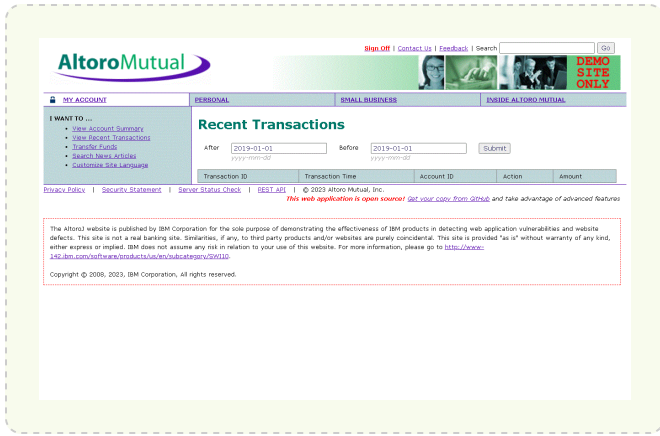 Sign Off | Contact Us | Feedback | Search Go
AltoroMutual
DEMO
SITE
ONLY
MY ACCOUNT PERSONAL SMALL BUSINESS INSIDE ALTORO MUTUAL
I WANT TO ...
View Account Summary
View Recent Transactions
Transfer Funds
Search News Articles
Customize Site Language
Recent Transactions
After 2019-01-01 Before 2019-01-01 Submit
yyyy-mm-dd yyyy-mm-dd
Transaction ID Transaction Time Account ID Action Amount
Privacy Policy | Security Statement | Server Status Check | REST API | © 2023 Altoro Mutual, Inc.
This web application is open source! Get your copy from GitHub and take advantage of advanced features
The AltoroJ website is published by IBM Corporation for the sole purpose of demonstrating the effectiveness of IBM products in detecting web application vulnerabilities and website
defects. This site is not a real banking site. Similarities, if any, to third party products and/or websites are purely coincidental. This site is provided "as is" without warranty of any kind,
either express or implied. IBM does not assume any risk in relation to your use of this website. For more information, please go to http://www-
142.ibm.com/software/products/us/en/subcategory/SWI10.
Copyright © 2008, 2023, IBM Corporation, All rights reserved.